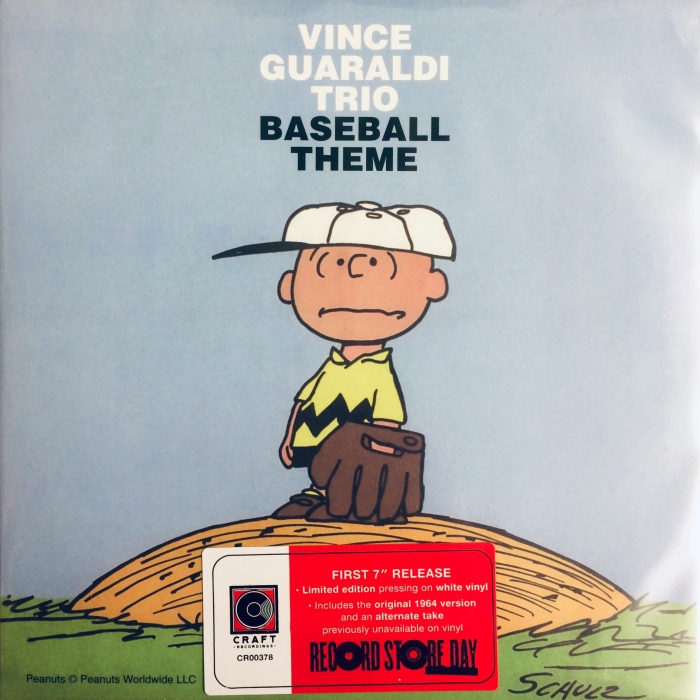 VINCE
GUARALDI
TRIO
BASEBALL
THEME
FIRST 7" RELEASE
• Limited edition pressing on white vinyl
• Includes the original 1964 version
and an alternate take
previously unavailable on vinyl
RECORD STORE DAY
CRAFT
• RECORDINGS •
CR00378
Peanuts © Peanuts Worldwide LLC
SCHULZ